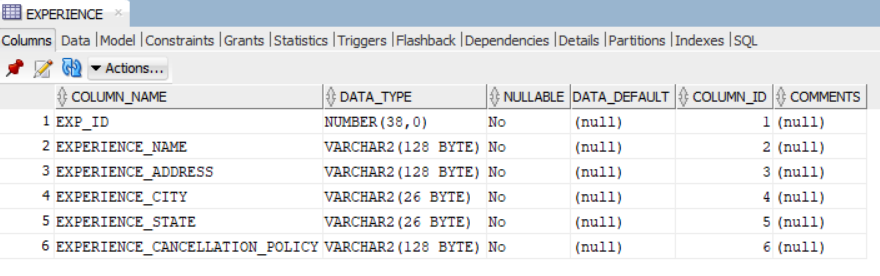 EXPERIENCE ×
Columns Data |Model |Constraints |Grants |Statistics |Triggers |Flashback |Dependencies |Details |Partitions |Indexes |SQL
Actions...
COLUMN_NAME DATA_TYPE NULLABLE DATA_DEFAULT COLUMN_ID COMMENTS
1 EXP_ID NUMBER(38,0) No (null) 1 (null)
2 EXPERIENCE_NAME VARCHAR2(128 BYTE) No (null) 2 (null)
3 EXPERIENCE_ADDRESS VARCHAR2(128 BYTE) No (null) 3 (null)
4 EXPERIENCE_CITY VARCHAR2(26 BYTE) No (null) 4 (null)
5 EXPERIENCE_STATE VARCHAR2(26 BYTE) No (null) 5 (null)
6 EXPERIENCE_CANCELLATION_POLICY VARCHAR2(128 BYTE) No (null) 6 (null)